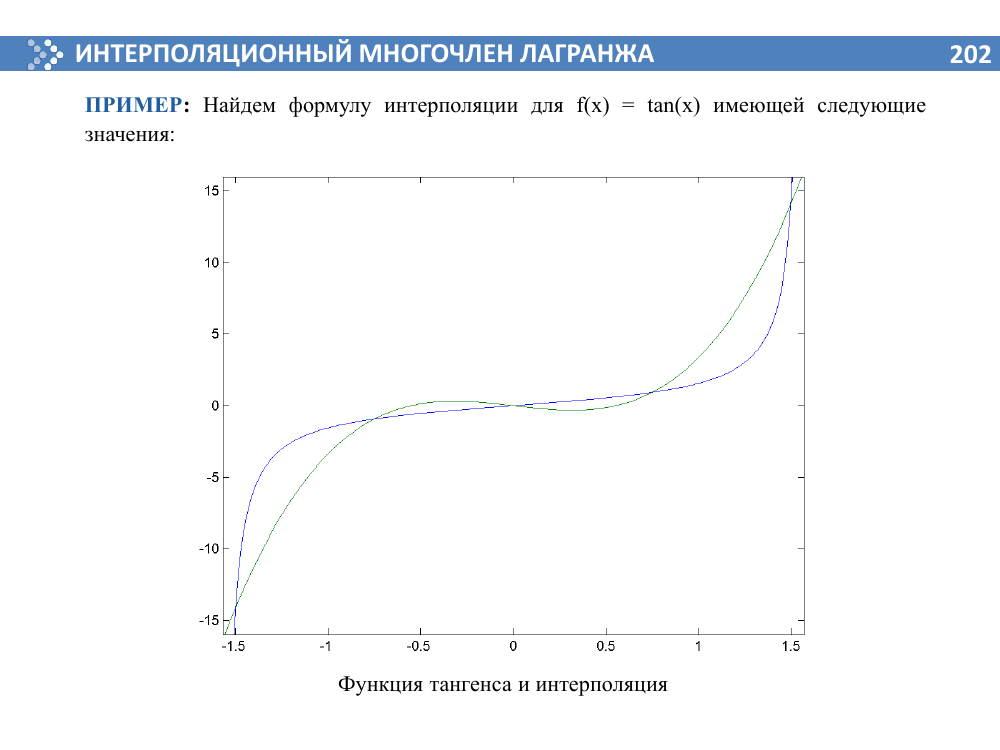 ИНТЕРПОЛЯЦИОННЫЙ МНОГОЧЛЕН ЛАГРАНЖА 202
ПРИМЕР: Найдем формулу интерполяции для f(x) = tan(x) имеющей следующие
значения:
15
10
5
0
-5
-10
-15
-1.5 -1 -0.5 0 0.5 1 1.5
Функция тангенса и интерполяция